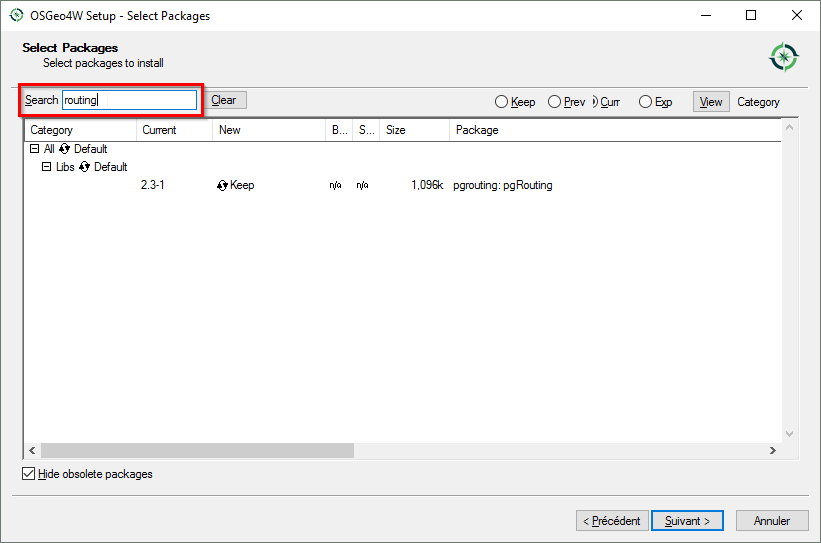 OSGeo4W Setup - Select Packages
Select Packages
Select packages to install
Search routing Clear Keep Prev Curr Exp View Category
Category Current New B... S... Size Package
All Default
Libs Default
2.3-1 Keep n/a n/a 1,096k pgrouting: pgRouting
Hide obsolete packages
< Précédent Suivant > Annuler